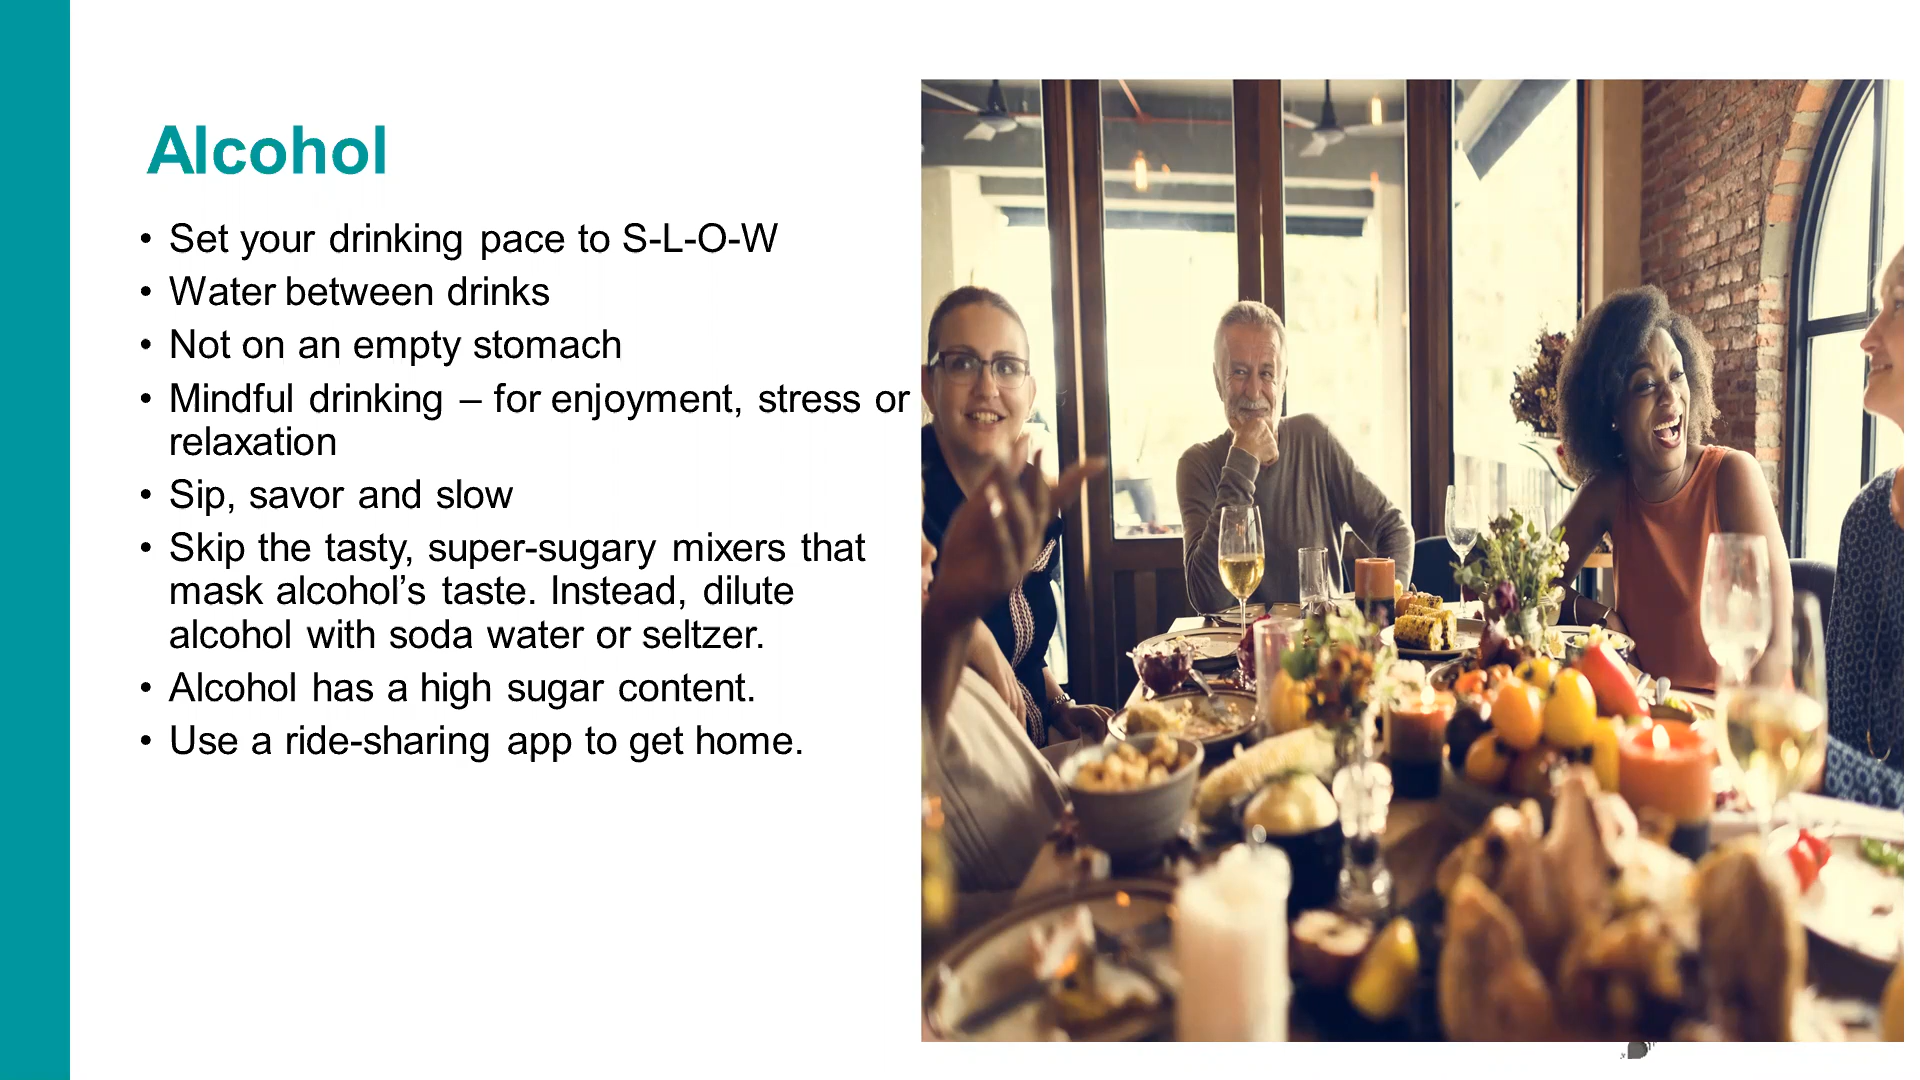 Alcohol
• Set your drinking pace to S-L-O-W
• Water between drinks
• Not on an empty stomach
• Mindful drinking – for enjoyment, stress or
relaxation
• Sip, savor and slow
• Skip the tasty, super-sugary mixers that
mask alcohol’s taste. Instead, dilute
alcohol with soda water or seltzer.
• Alcohol has a high sugar content.
• Use a ride-sharing app to get home.